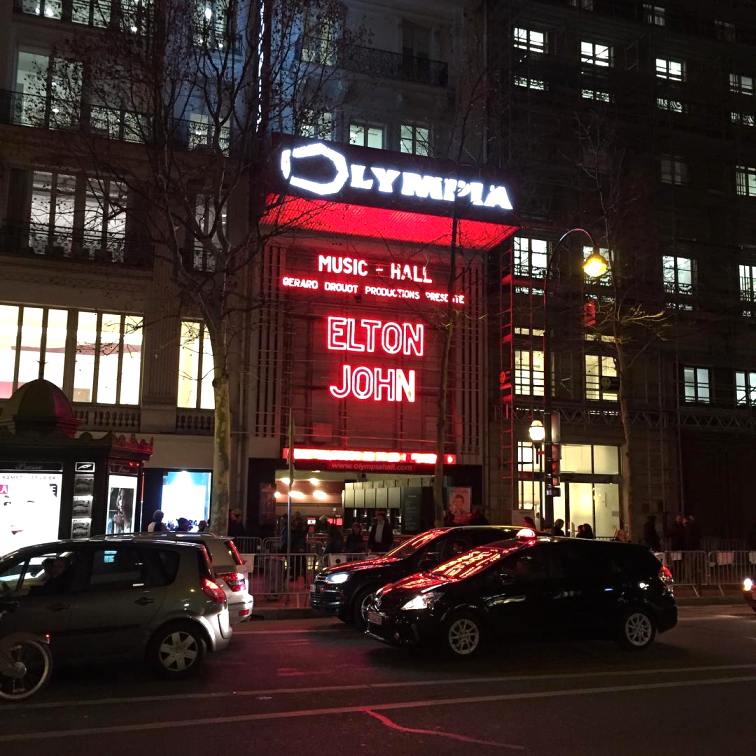 OLYMPIA
MUSIC - HALL
GERARD DROUOT PRODUCTIONS PRESENTE
ELTON
JOHN
www.olympiahall.com